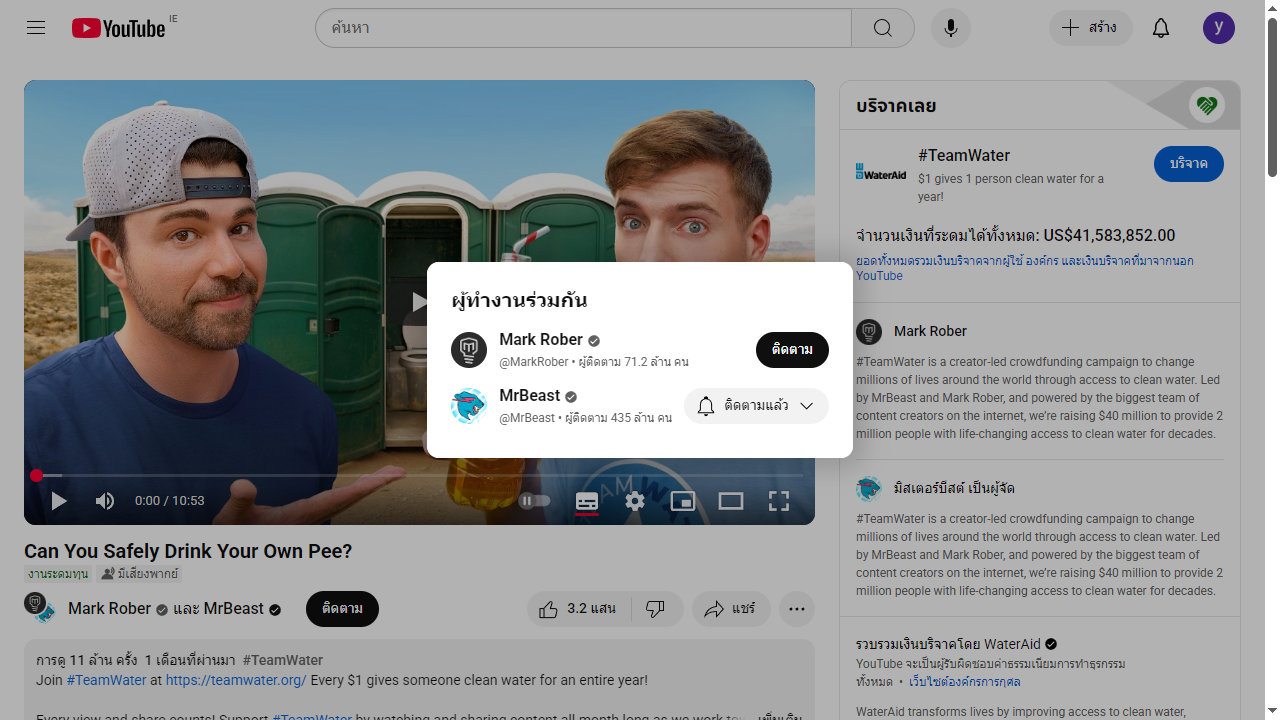 YouTube IE
ค้นหา
สร้าง
y
บริจาคเลย
WaterAid
#TeamWater
$1 gives 1 person clean water for a year!
บริจาค
จำนวนเงินที่ระดมได้ทั้งหมด: US$41,583,852.00
ยอดทั้งหมดรวมเงินบริจาคจากผู้ใช้ องค์กร และเงินบริจาคที่มาจากนอก
YouTube
Mark Rober
#TeamWater is a creator-led crowdfunding campaign to change
millions of lives around the world through access to clean water. Led
by MrBeast and Mark Rober, and powered by the biggest team of
content creators on the internet, we're raising $40 million to provide 2
million people with life-changing access to clean water for decades.
มิสเตอร์บีสต์ เป็นผู้จัด
#TeamWater is a creator-led crowdfunding campaign to change
millions of lives around the world through access to clean water. Led
by MrBeast and Mark Rober, and powered by the biggest team of
content creators on the internet, we're raising $40 million to provide 2
million people with life-changing access to clean water for decades.
รวบรวมเงินบริจาคโดย WaterAid
YouTube จะเป็นผู้รับผิดชอบค่าธรรมเนียมการทำธุรกรรม
ทั้งหมด • เว็บไซต์องค์กรการกุศล
WaterAid transforms lives by improving access to clean water,
ผู้ทำงานร่วมกัน
Mark Rober
@MarkRober • ผู้ติดตาม 71.2 ล้าน คน
ติดตาม
MrBeast
@MrBeast • ผู้ติดตาม 435 ล้าน คน
ติดตามแล้ว
0:00 / 10:53
Can You Safely Drink Your Own Pee?
งานระดมทุน มีเสียงพากย์
Mark Rober และ MrBeast
ติดตาม
3.2 แสน
แชร์
การดู 11 ล้าน ครั้ง 1 เดือนที่ผ่านมา #TeamWater
Join #TeamWater at https://teamwater.org/ Every $1 gives someone clean water for an entire year!
Every view and share counts! Support #TeamWater by watching and sharing content all month long as we work
เพิ่มเติม